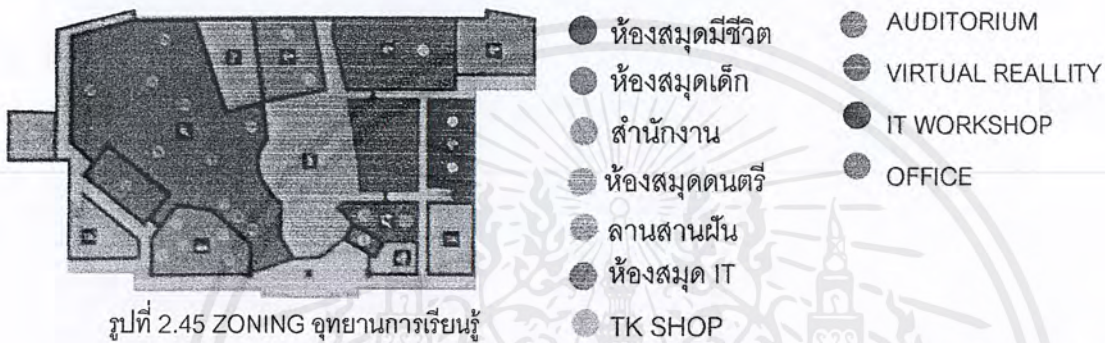 ห้องสมุดมีชีวิต
ห้องสมุดเด็ก
สำนักงาน
ห้องสมุดดนตรี
ลานสานฝัน
ห้องสมุด IT
TK SHOP
AUDITORIUM
VIRTUAL REALLITY
IT WORKSHOP
OFFICE
รูปที่ 2.45 ZONING อุทยานการเรียนรู้